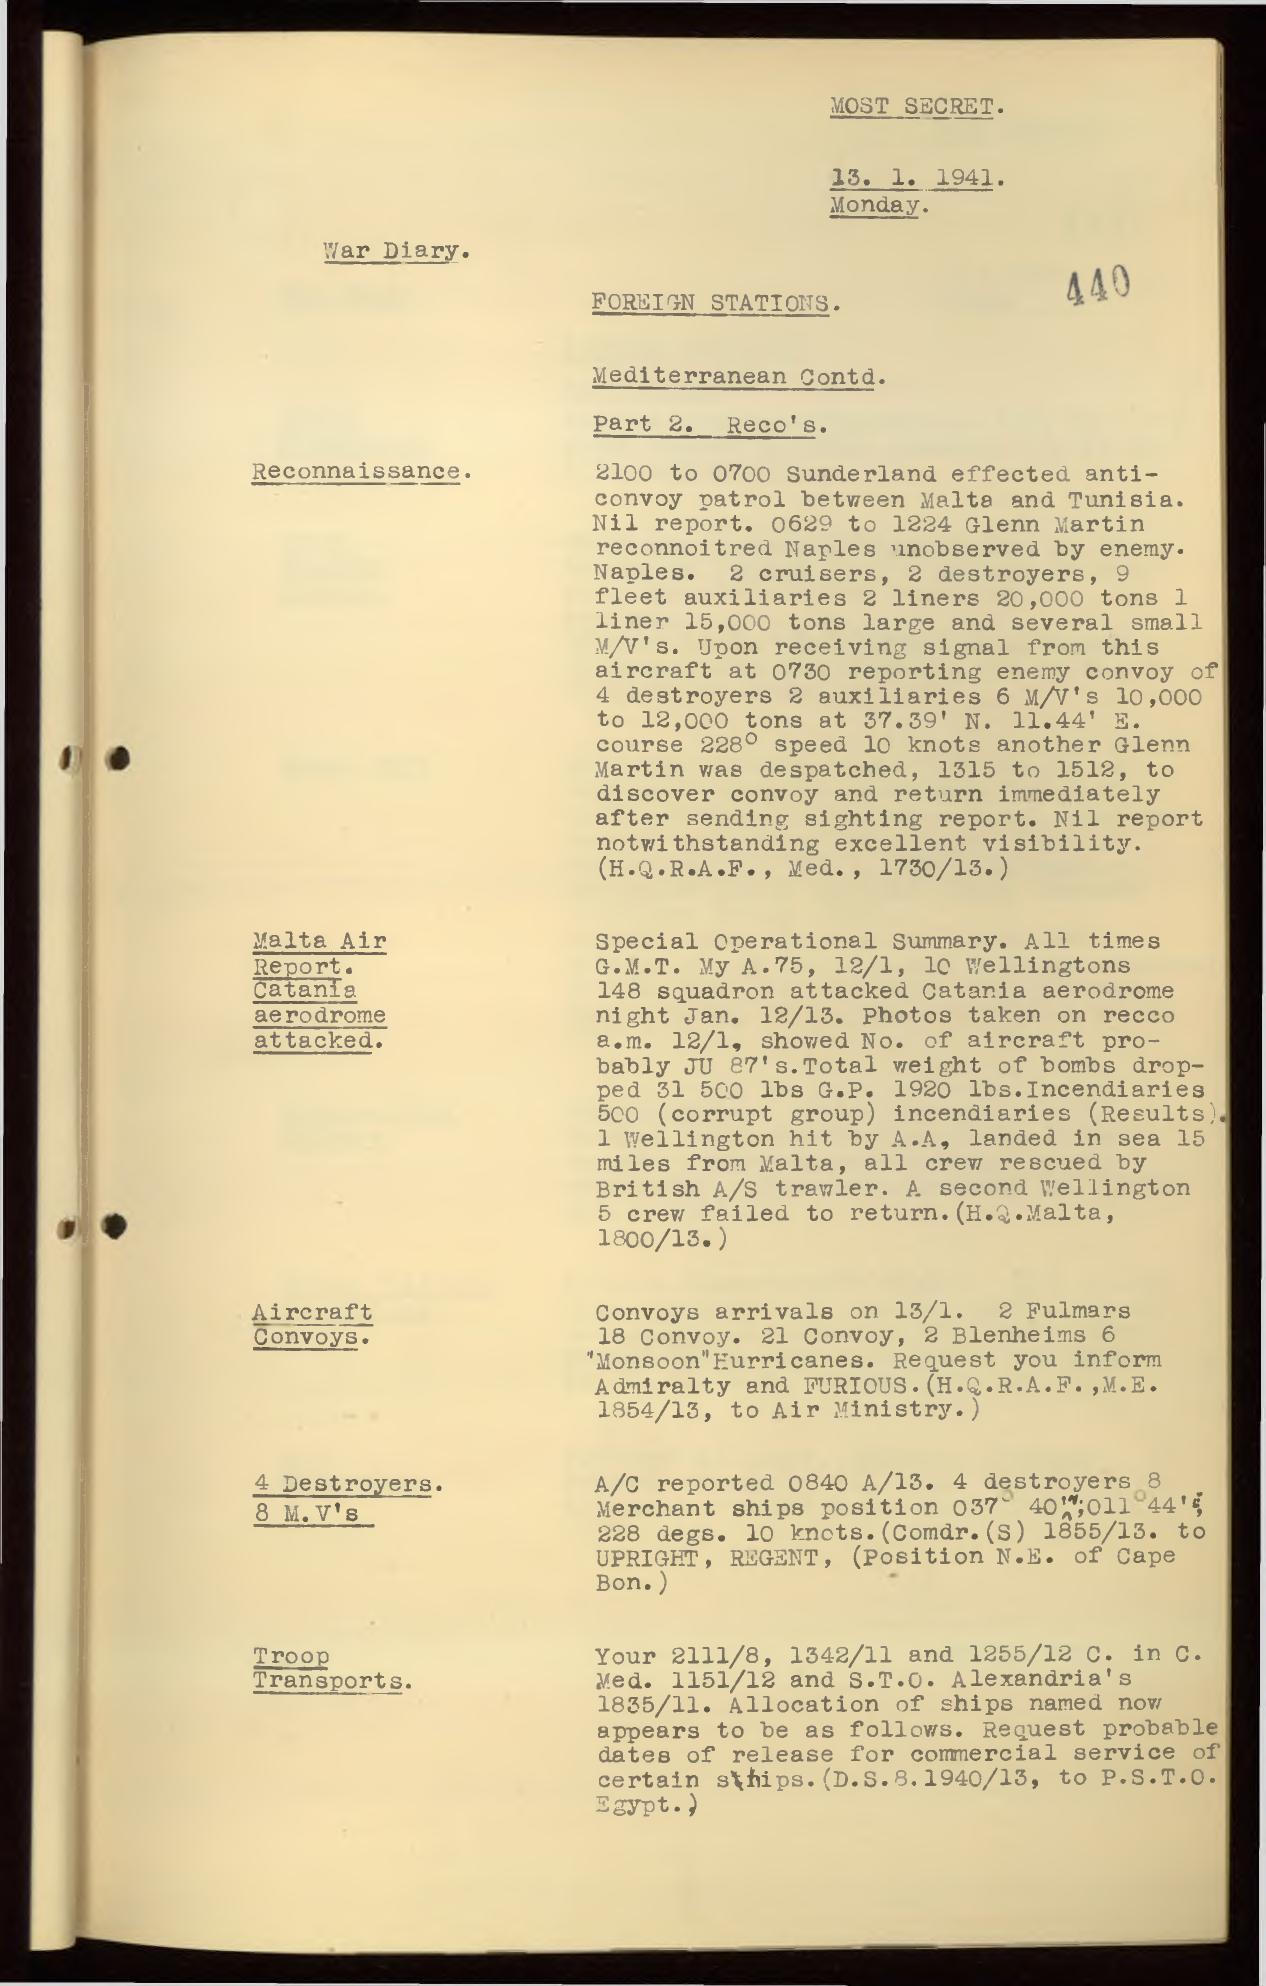 MOST SECRET.
13. 1. 1941.
Monday.
War Diary.
440
FOREIGN STATIONS.
Mediterranean Contd.
Part 2. Reco's.
Reconnaissance.
2100 to 0700 Sunderland effected anti-
convoy patrol between Malta and Tunisia.
Nil report. 0629 to 1224 Glenn Martin
reconnoitred Naples unobserved by enemy.
Naples. 2 cruisers, 2 destroyers, 9
fleet auxiliaries 2 liners 20,000 tons 1
liner 15,000 tons large and several small
M/V's. Upon receiving signal from this
aircraft at 0730 reporting enemy convoy of
4 destroyers 2 auxiliaries 6 M/V's 10,000
to 12,000 tons at 37.39' N. 11.44' E.
course 228° speed 10 knots another Glenn
Martin was despatched, 1315 to 1512, to
discover convoy and return immediately
after sending sighting report. Nil report
notwithstanding excellent visibility.
(H.Q.R.A.F., Med., 1730/13.)
Malta Air
Report.
Catania
aerodrome
attacked.
Special Operational Summary. All times
G.M.T. My A.75, 12/1, 10 Wellingtons
148 squadron attacked Catania aerodrome
night Jan. 12/13. Photos taken on recco
a.m. 12/1, showed No. of aircraft pro-
bably JU 87's.Total weight of bombs drop-
ped 31 500 lbs G.P. 1920 lbs.Incendiaries
500 (corrupt group) incendiaries (Results).
1 Wellington hit by A.A, landed in sea 15
miles from Malta, all crew rescued by
British A/S trawler. A second Wellington
5 crew failed to return.(H.Q.Malta,
1800/13.)
Aircraft
Convoys.
Convoys arrivals on 13/1. 2 Fulmars
18 Convoy. 21 Convoy, 2 Blenheims 6
"Monsoon"Hurricanes. Request you inform
Admiralty and FURIOUS.(H.Q.R.A.F.,M.E.
1854/13, to Air Ministry.)
4 Destroyers.
8 M.V's
A/C reported 0840 A/13. 4 destroyers 8
Merchant ships position 037° 40' 011°44'
228 degs. 10 knots.(Comdr.(S) 1855/13. to
UPRIGHT, REGENT, (Position N.E. of Cape
Bon.)
Troop
Transports.
Your 2111/8, 1342/11 and 1255/12 C. in C.
Med. 1151/12 and S.T.O. Alexandria's
1835/11. Allocation of ships named now
appears to be as follows. Request probable
dates of release for commercial service of
certain ships.(D.S.8.1940/13, to P.S.T.O.
Egypt.)